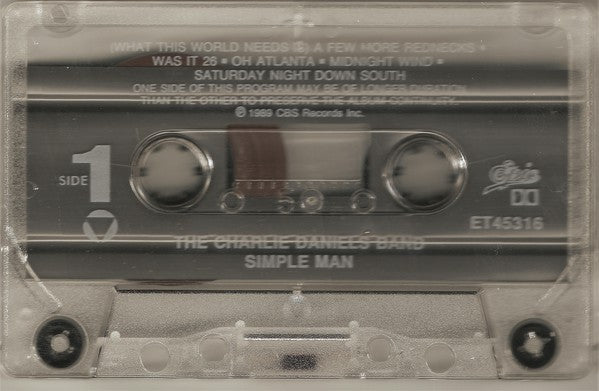 (WHAT THIS WORLD NEEDS IS) A FEW MORE REDNECKS •
WAS IT 26 • OH ATLANTA • MIDNIGHT WIND •
SATURDAY NIGHT DOWN SOUTH
ONE SIDE OF THIS PROGRAM MAY BE OF LONGER DURATION
THAN THE OTHER TO PRESERVE THE ALBUM CONTINUITY.
℗ 1989 CBS Records Inc.
SIDE 1
Epic
ET45316
THE CHARLIE DANIELS BAND
SIMPLE MAN